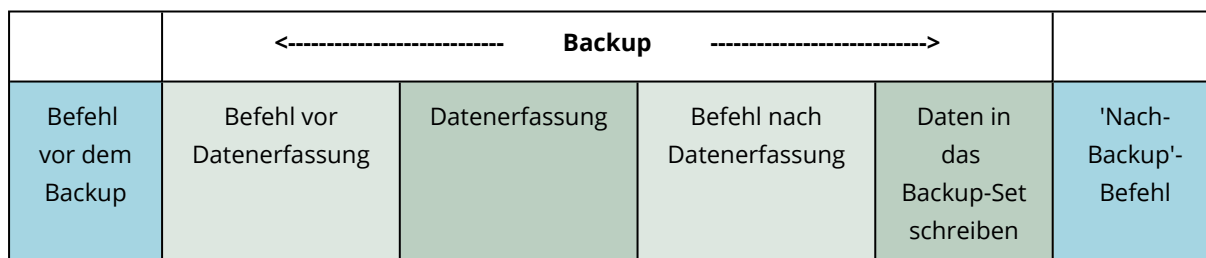 <--------------------------- Backup --------------------------->
Befehl
vor dem
Backup
Befehl vor
Datenerfassung
Datenerfassung
Befehl nach
Datenerfassung
Daten in
das
Backup-Set
schreiben
'Nach-
Backup'-
Befehl